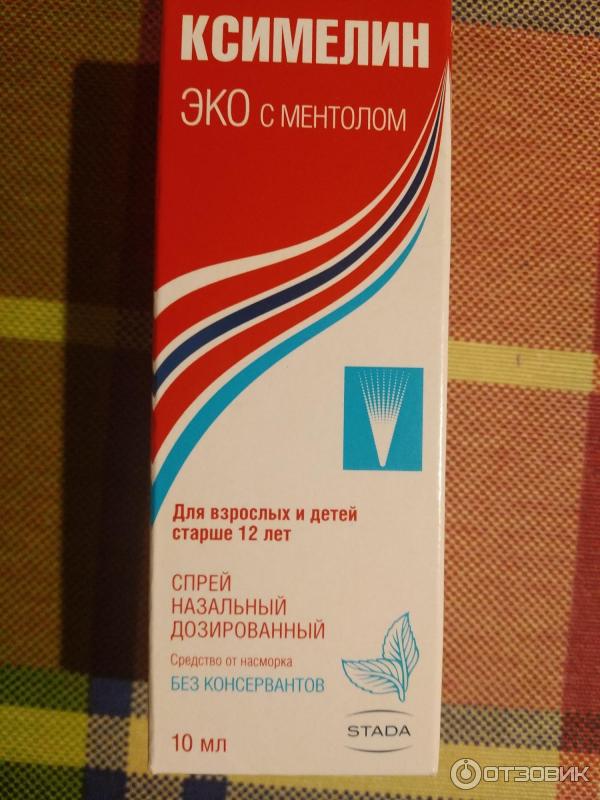 КСИМЕЛИН
ЭКО С МЕНТОЛОМ
Для взрослых и детей
старше 12 лет
СПРЕЙ
НАЗАЛЬНЫЙ
ДОЗИРОВАННЫЙ
Средство от насморка
БЕЗ КОНСЕРВАНТОВ
10 мл
STADA
ОТЗОВИК